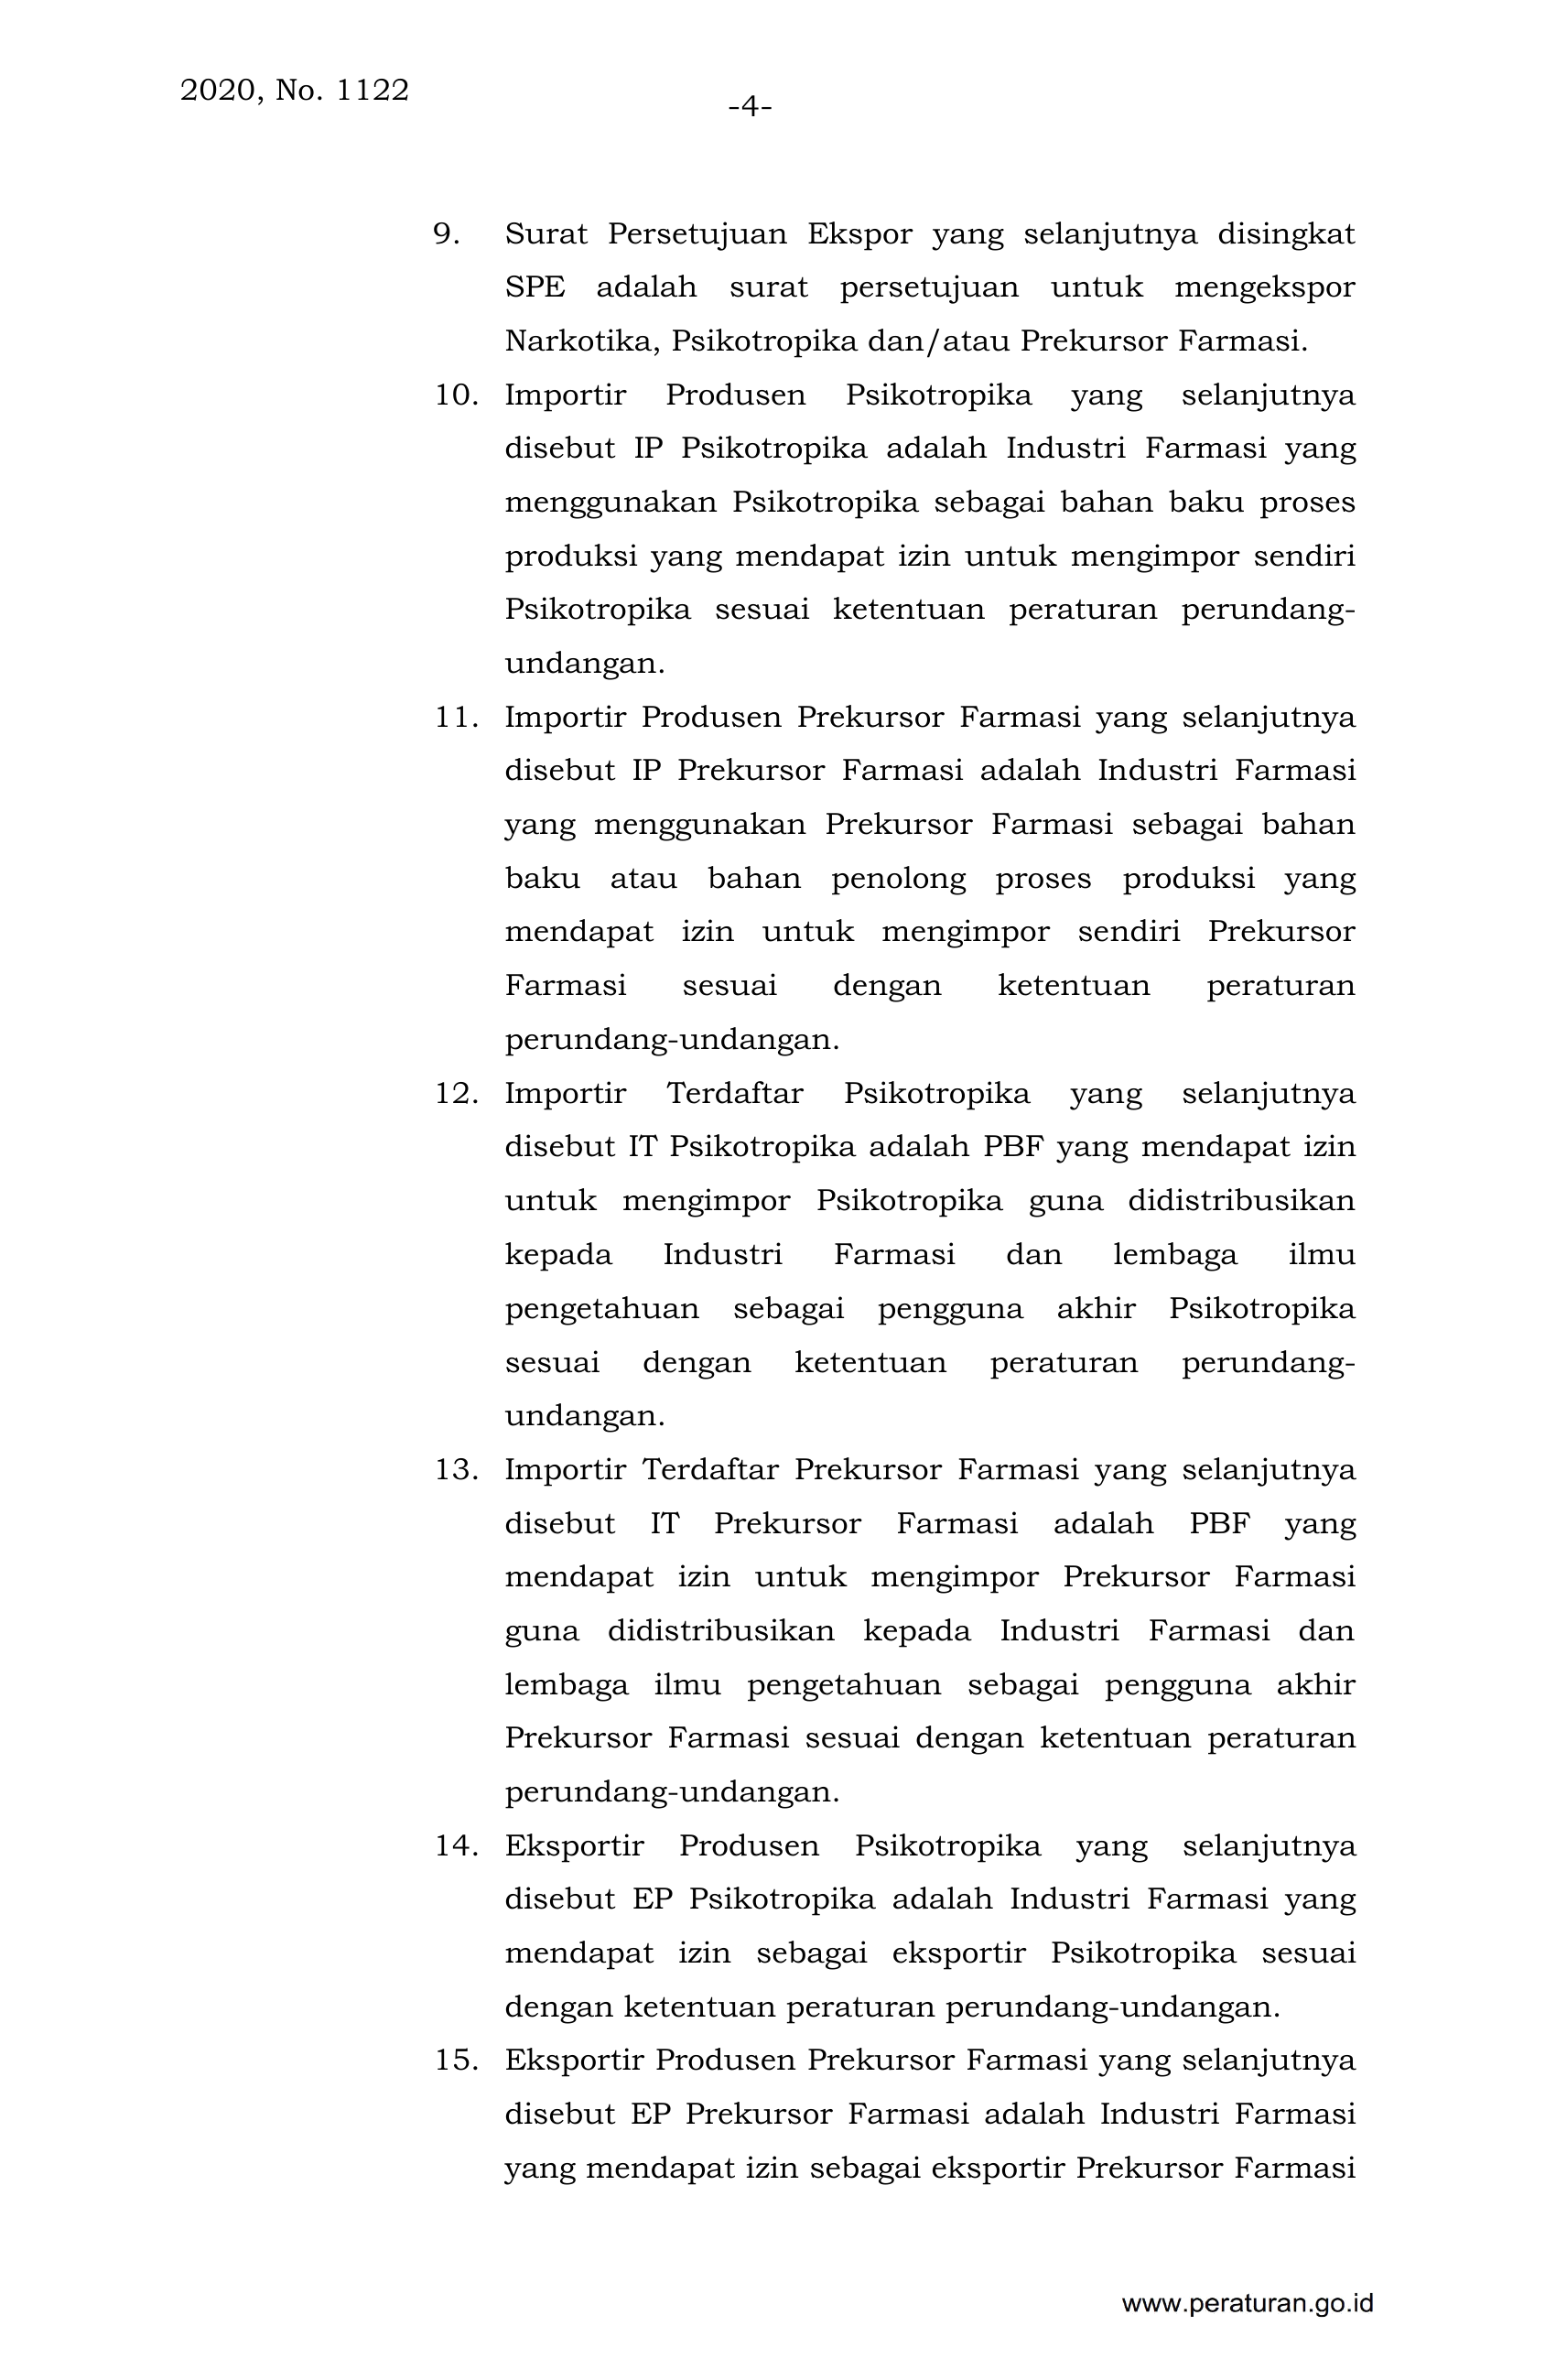 2020, No. 1122
-4-
9. Surat Persetujuan Ekspor yang selanjutnya disingkat
SPE adalah surat persetujuan untuk mengekspor
Narkotika, Psikotropika dan/atau Prekursor Farmasi.
10. Importir Produsen Psikotropika yang selanjutnya
disebut IP Psikotropika adalah Industri Farmasi yang
menggunakan Psikotropika sebagai bahan baku proses
produksi yang mendapat izin untuk mengimpor sendiri
Psikotropika sesuai ketentuan peraturan perundang-
undangan.
11. Importir Produsen Prekursor Farmasi yang selanjutnya
disebut IP Prekursor Farmasi adalah Industri Farmasi
yang menggunakan Prekursor Farmasi sebagai bahan
baku atau bahan penolong proses produksi yang
mendapat izin untuk mengimpor sendiri Prekursor
Farmasi sesuai dengan ketentuan peraturan
perundang-undangan.
12. Importir Terdaftar Psikotropika yang selanjutnya
disebut IT Psikotropika adalah PBF yang mendapat izin
untuk mengimpor Psikotropika guna didistribusikan
kepada Industri Farmasi dan lembaga ilmu
pengetahuan sebagai pengguna akhir Psikotropika
sesuai dengan ketentuan peraturan perundang-
undangan.
13. Importir Terdaftar Prekursor Farmasi yang selanjutnya
disebut IT Prekursor Farmasi adalah PBF yang
mendapat izin untuk mengimpor Prekursor Farmasi
guna didistribusikan kepada Industri Farmasi dan
lembaga ilmu pengetahuan sebagai pengguna akhir
Prekursor Farmasi sesuai dengan ketentuan peraturan
perundang-undangan.
14. Eksportir Produsen Psikotropika yang selanjutnya
disebut EP Psikotropika adalah Industri Farmasi yang
mendapat izin sebagai eksportir Psikotropika sesuai
dengan ketentuan peraturan perundang-undangan.
15. Eksportir Produsen Prekursor Farmasi yang selanjutnya
disebut EP Prekursor Farmasi adalah Industri Farmasi
yang mendapat izin sebagai eksportir Prekursor Farmasi
www.peraturan.go.id